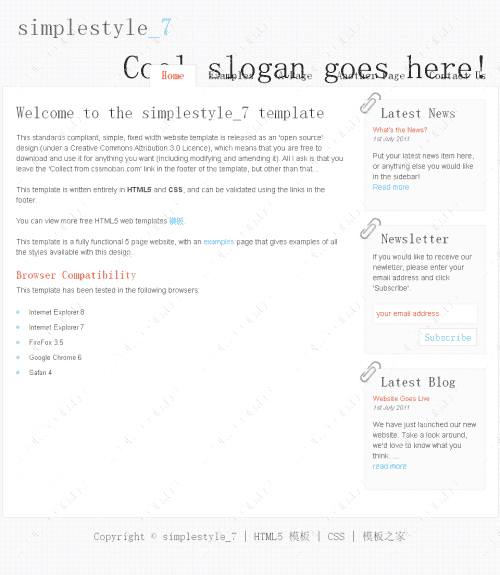 simplestyle_7
Cool slogan goes here!
Home Examples A Page Another Page Contact Us
Welcome to the simplestyle_7 template
This standards compliant, simple, fixed width website template is released as an 'open source'
design (under a Creative Commons Attribution 3.0 Licence), which means you are free to
download and use it for anything you want (including modifying and amending it). All I ask is that you
leave the 'Collect from cssmoban.com' link in the footer of the template, but other than that...
This template is written entirely in HTML5 and CSS, and can be validated using the links in the
footer.
You can view more free HTML5 web templates 模板.
This template is a fully functional 5 page website, with an examples page that gives examples of all
the styles available with this design.
Browser Compatibility
This template has been tested in the following browsers:
Internet Explorer 8
Internet Explorer 7
FireFox 3.5
Google Chrome 6
Safari 4
Latest News
What's the News?
1st July 2011
Put your latest news item here,
or anything else you would like
in the sidebar!
Read more
Newsletter
If you would like to receive our
newletter, please enter your
email address and click
'Subscribe'.
your email address
Subscribe
Latest Blog
Website Goes Live
1st July 2011
We have just launched our new
website. Take a look around,
we'd love to know what you
think. ...
read more
Copyright © simplestyle_7 | HTML5 模板 | CSS | 模板之家